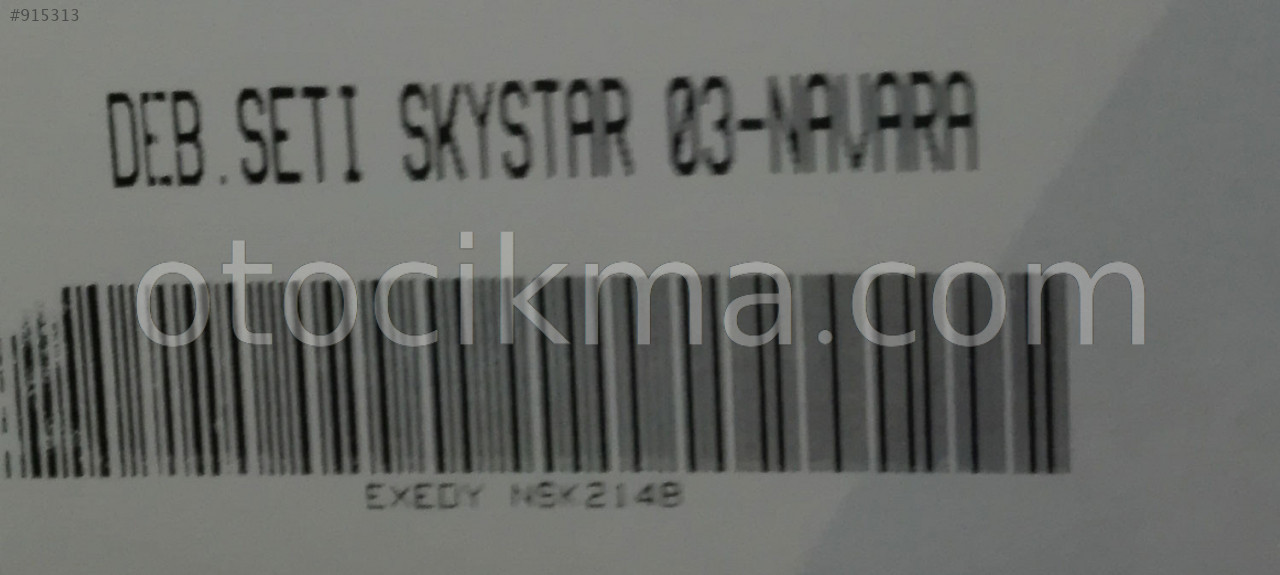 #915313
DEB.SETI SKYSTAR 03-NAVARA
otocikma.com
EXEDY NSK2148